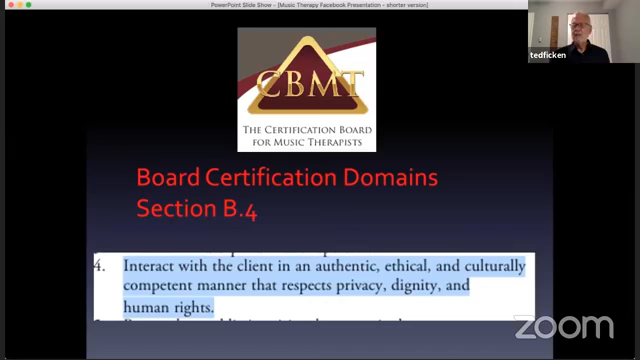 PowerPoint Slide Show - [Music Therapy Facebook Presentation - shorter version]
tedficken
CBMT
THE CERTIFICATION BOARD
FOR MUSIC THERAPISTS
Board Certification Domains
Section B.4
4. Interact with the client in an authentic, ethical, and culturally
competent manner that respects privacy, dignity, and
human rights.
zoom